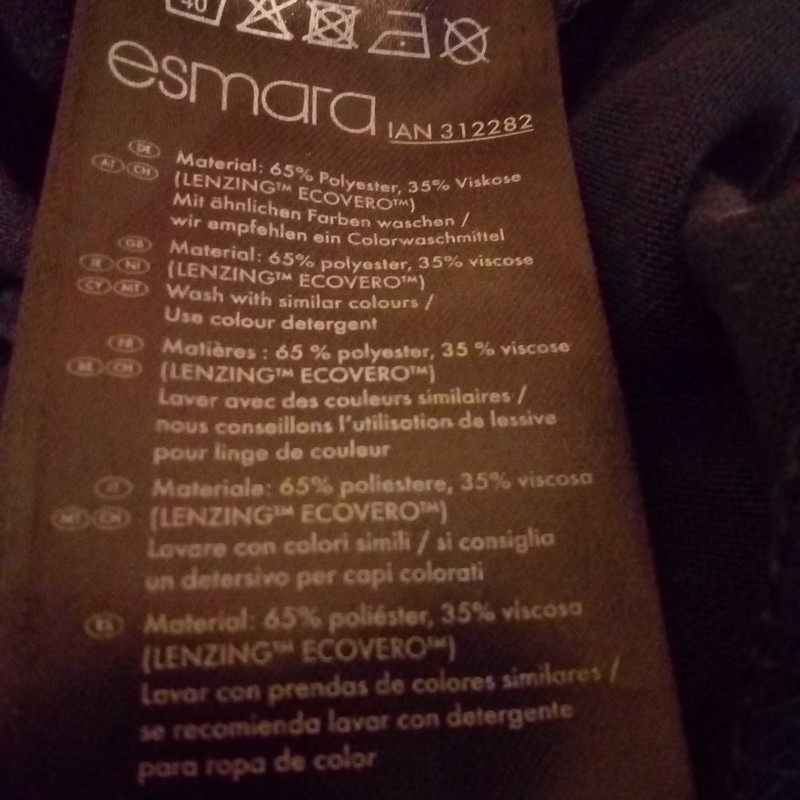 40
esmara IAN 312282
DE
AT CH
Material: 65% Polyester, 35% Viskose
(LENZING™ ECOVERO™)
Mit ähnlichen Farben waschen /
wir empfehlen ein Colorwaschmittel
GB
IE NI
CY MT
Material: 65% polyester, 35% viscose
(LENZING™ ECOVERO™)
Wash with similar colours /
Use colour detergent
FR
BE CH
Matières : 65 % polyester, 35 % viscose
(LENZING™ ECOVERO™)
Laver avec des couleurs similaires /
nous conseillons l'utilisation de lessive
pour linge de couleur
IT
MT CH
Materiale: 65% poliestere, 35% viscosa
(LENZING™ ECOVERO™)
Lavare con colori simili / si consiglia
un detersivo per capi colorati
ES
Material: 65% poliéster, 35% viscosa
(LENZING™ ECOVERO™)
Lavar con prendas de colores similares /
se recomienda lavar con detergente
para ropa de color